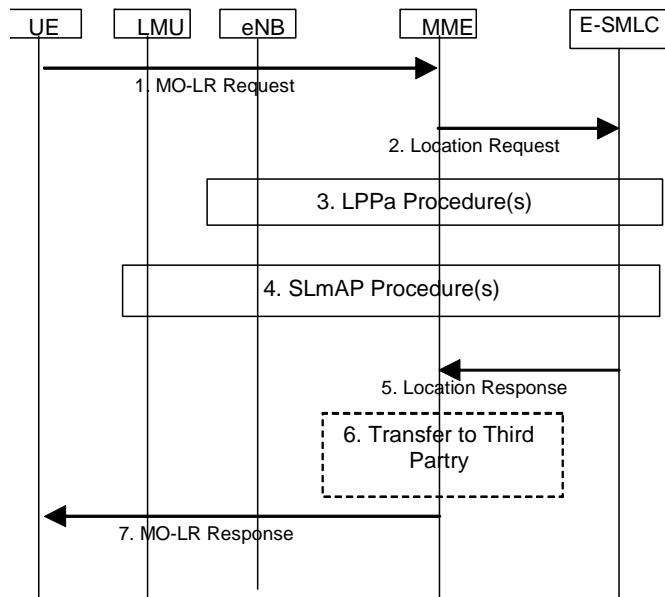 UE LMU eNB MME E-SMLC
1. MO-LR Request
2. Location Request
3. LPPa Procedure(s)
4. SLmAP Procedure(s)
5. Location Response
6. Transfer to Third
Partry
7. MO-LR Response